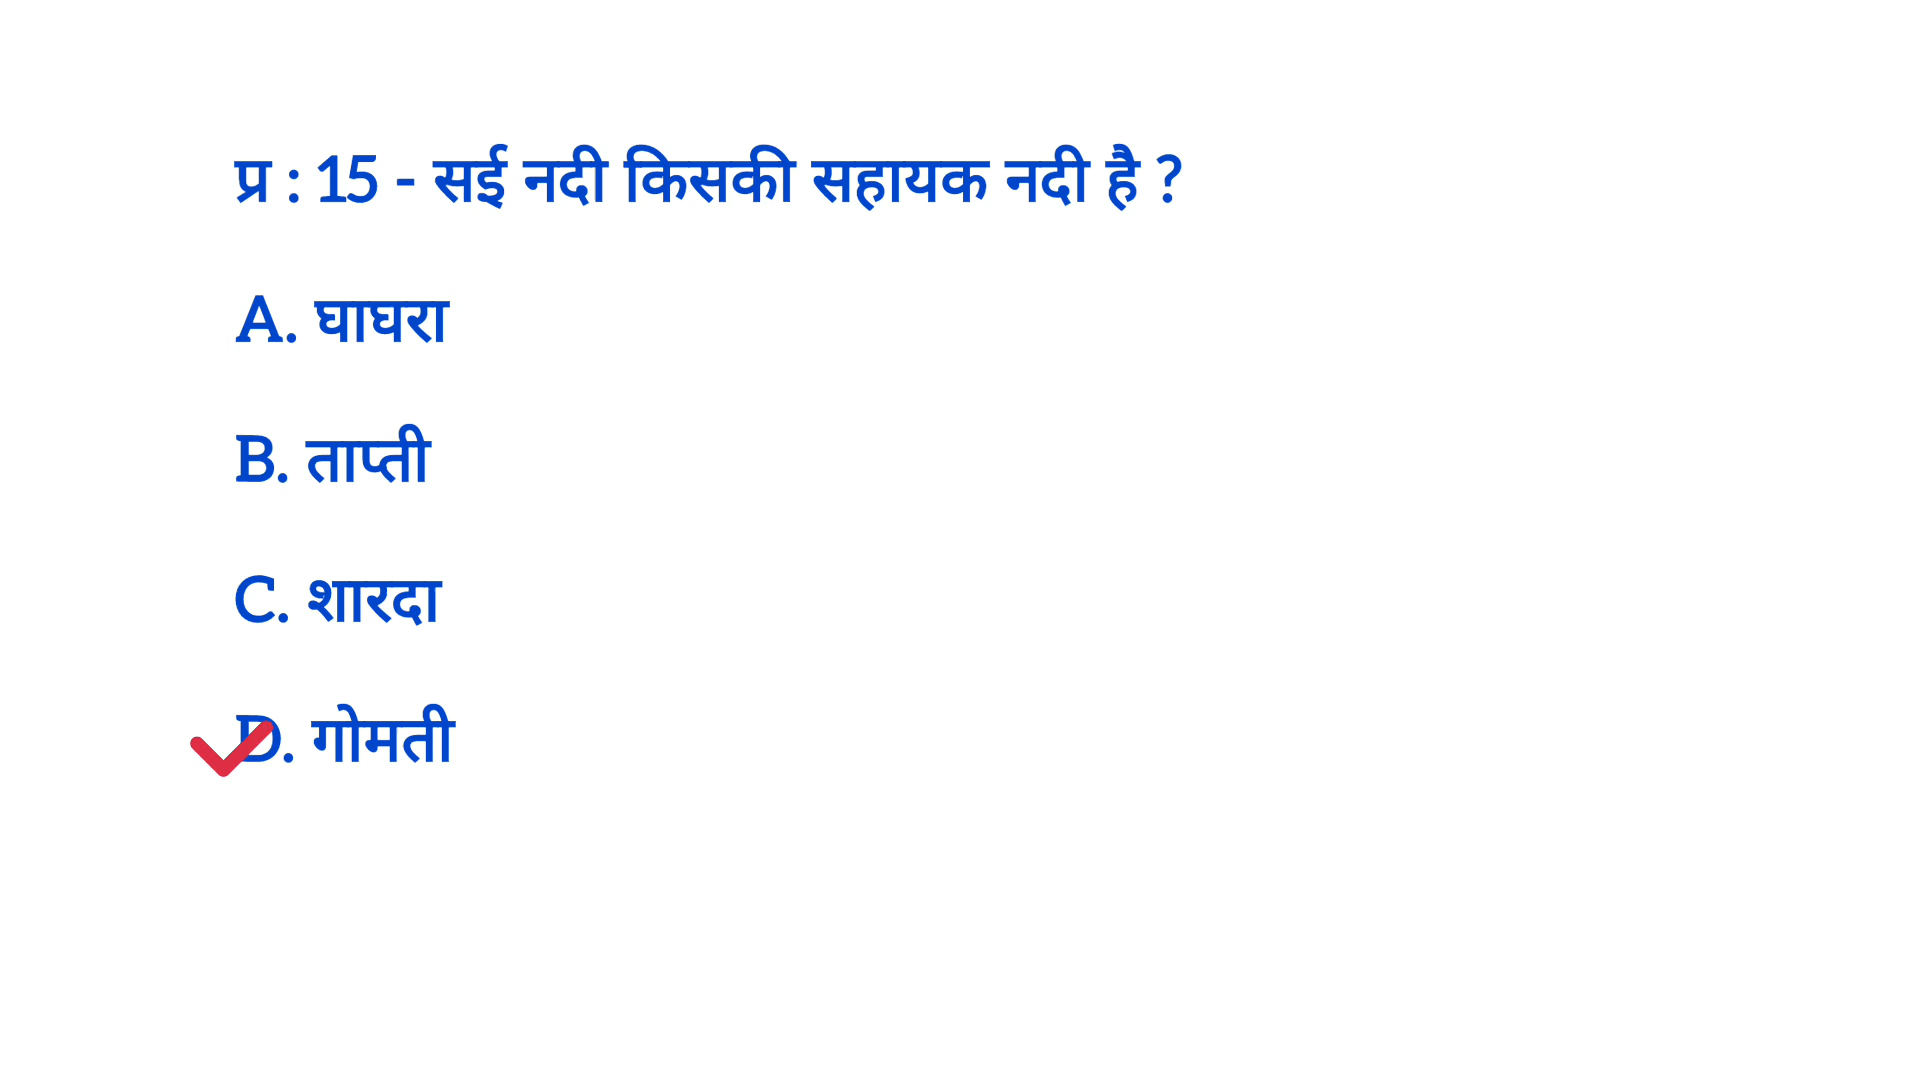 प्र : 15 - सई नदी किसकी सहायक नदी है ?
A. घाघरा
B. ताप्ती
C. शारदा
D. गोमती